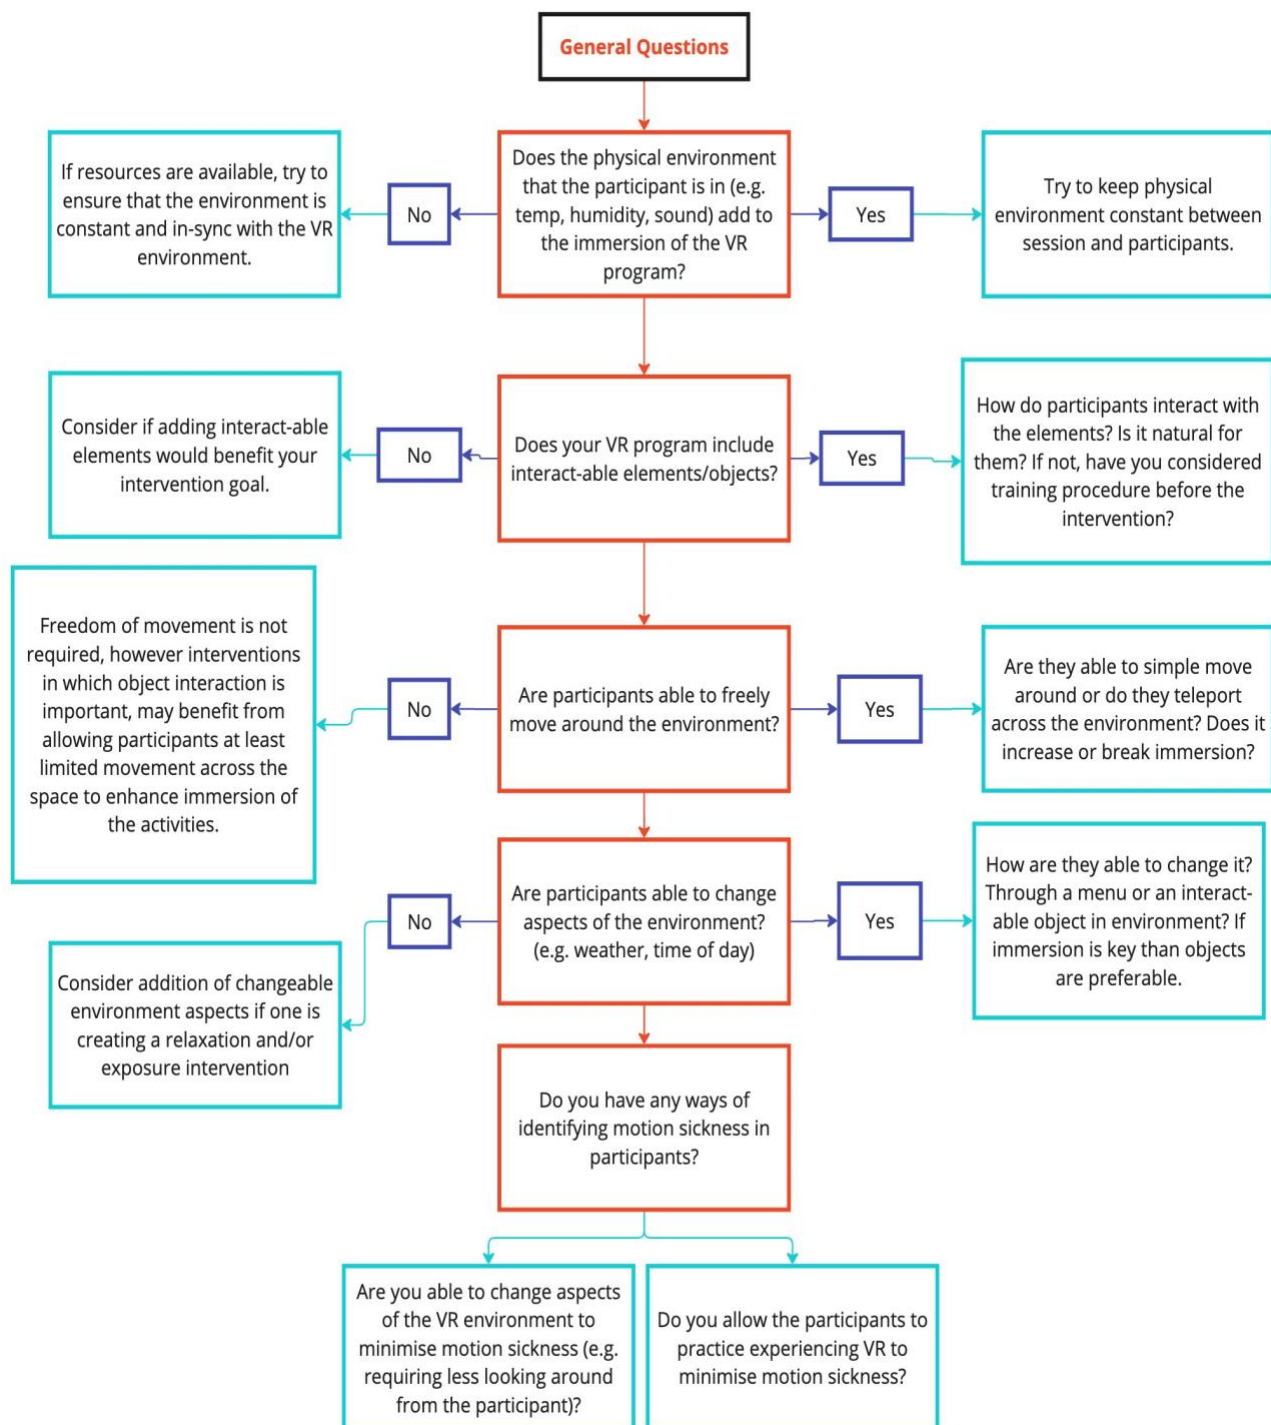 General Questions
If resources are available, try to
ensure that the environment is
constant and in-sync with the VR
environment.
No
Does the physical environment
that the participant is in (e.g.
temp, humidity, sound) add to
the immersion of the VR
program?
Yes
Try to keep physical
environment constant between
session and participants.
Consider if adding interact-able
elements would benefit your
intervention goal.
No
Does your VR program include
interact-able elements/objects?
Yes
How do participants interact with
the elements? Is it natural for
them? If not, have you considered
training procedure before the
intervention?
Freedom of movement is not
required, however interventions
in which object interaction is
important, may benefit from
allowing participants at least
limited movement across the
space to enhance immersion of
the activities.
No
Are participants able to freely
move around the environment?
Yes
Are they able to simple move
around or do they teleport
across the environment? Does it
increase or break immersion?
Consider addition of changeable
environment aspects if one is
creating a relaxation and/or
exposure intervention
No
Are participants able to change
aspects of the environment?
(e.g. weather, time of day)
Yes
How are they able to change it?
Through a menu or an interact-
able object in environment? If
immersion is key than objects
are preferable.
Do you have any ways of
identifying motion sickness in
participants?
Are you able to change aspects
of the VR environment to
minimise motion sickness (e.g.
requiring less looking around
from the participant)?
Do you allow the participants to
practice experiencing VR to
minimise motion sickness?